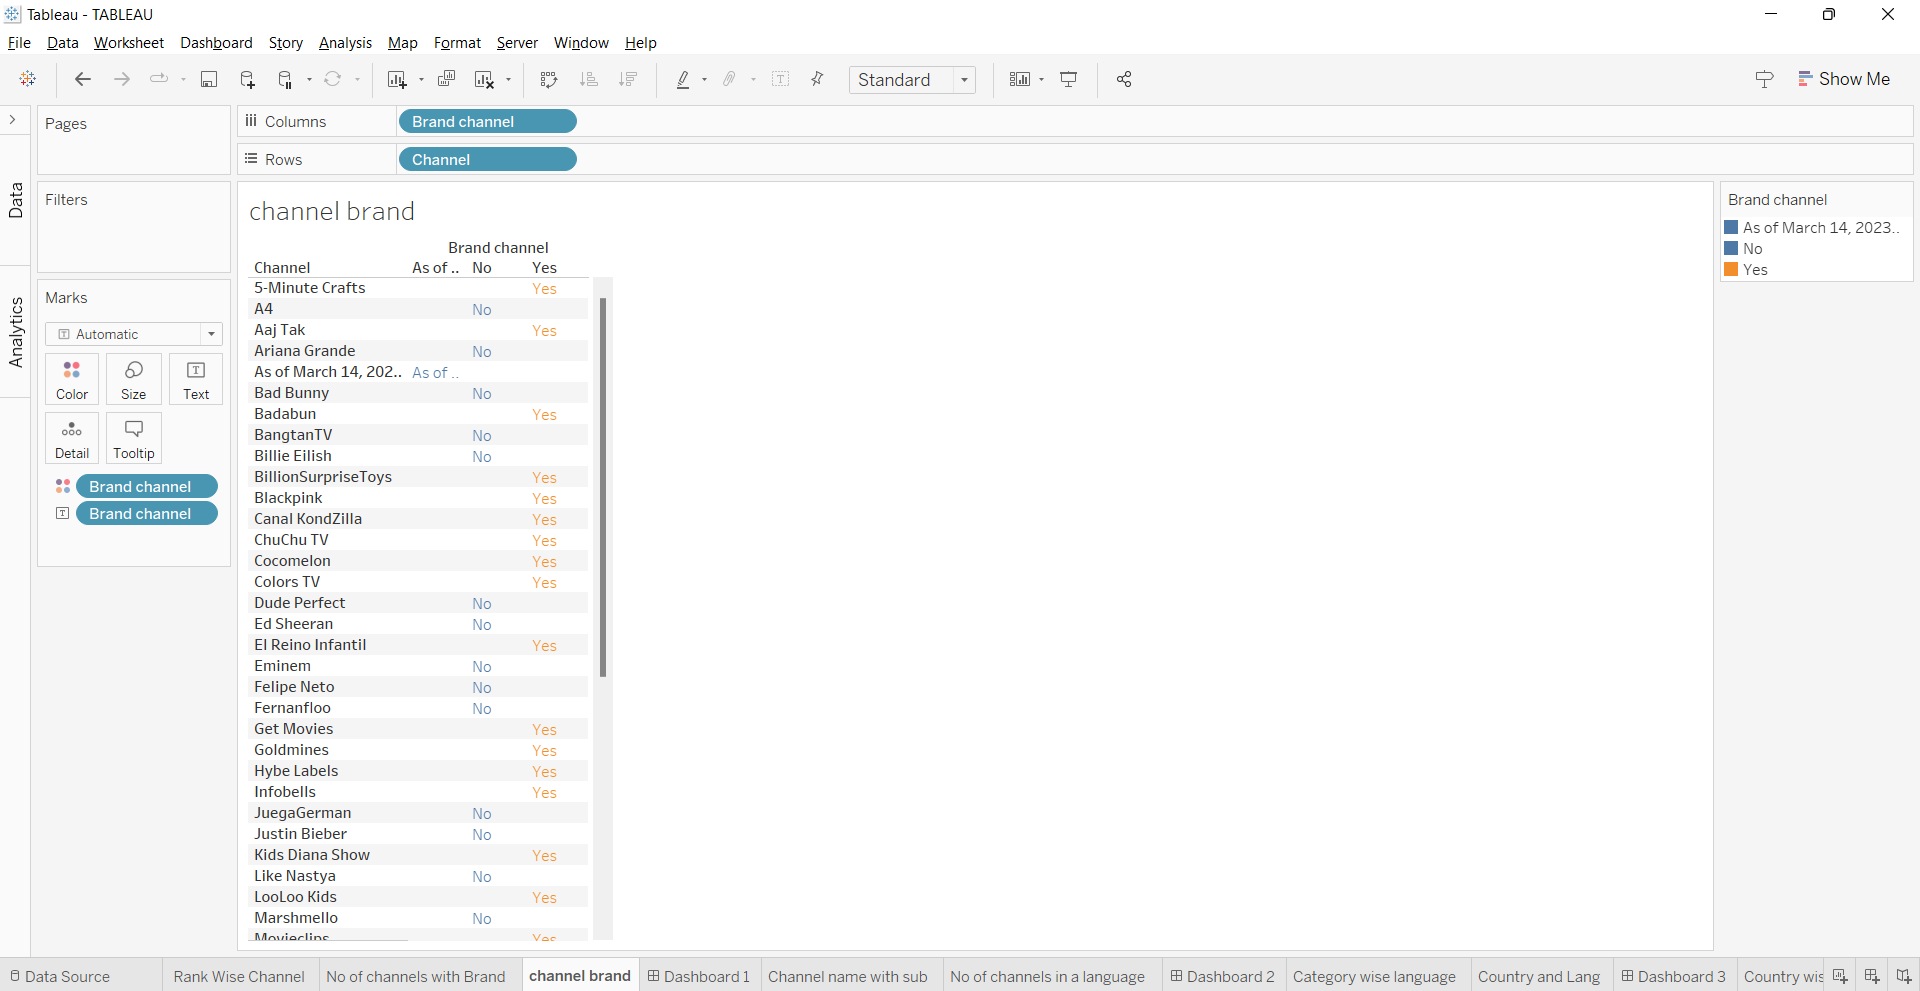 Tableau - TABLEAU
File Data Worksheet Dashboard Story Analysis Map Format Server Window Help
Standard
Show Me
Pages
Columns
Brand channel
Rows
Channel
Data
Analytics
Filters
Marks
Automatic
Color Size Text
Detail Tooltip
Brand channel
Brand channel
channel brand
Brand channel
Channel As of .. No Yes
5-Minute Crafts Yes
A4 No
Aaj Tak Yes
Ariana Grande No
As of March 14, 202.. As of ..
Bad Bunny No
Badabun Yes
BangtanTV No
Billie Eilish No
BillionSurpriseToys Yes
Blackpink Yes
Canal KondZilla Yes
ChuChu TV Yes
Cocomelon Yes
Colors TV Yes
Dude Perfect No
Ed Sheeran No
El Reino Infantil Yes
Eminem No
Felipe Neto No
Fernanfloo No
Get Movies Yes
Goldmines Yes
Hybe Labels Yes
Infobells Yes
JuegaGerman No
Justin Bieber No
Kids Diana Show Yes
Like Nastya No
LooLoo Kids Yes
Marshmello No
Movieclips Yes
Brand channel
As of March 14, 2023..
No
Yes
Data Source Rank Wise Channel No of channels with Brand channel brand Dashboard 1 Channel name with sub No of channels in a language Dashboard 2 Category wise language Country and Lang Dashboard 3 Country wis